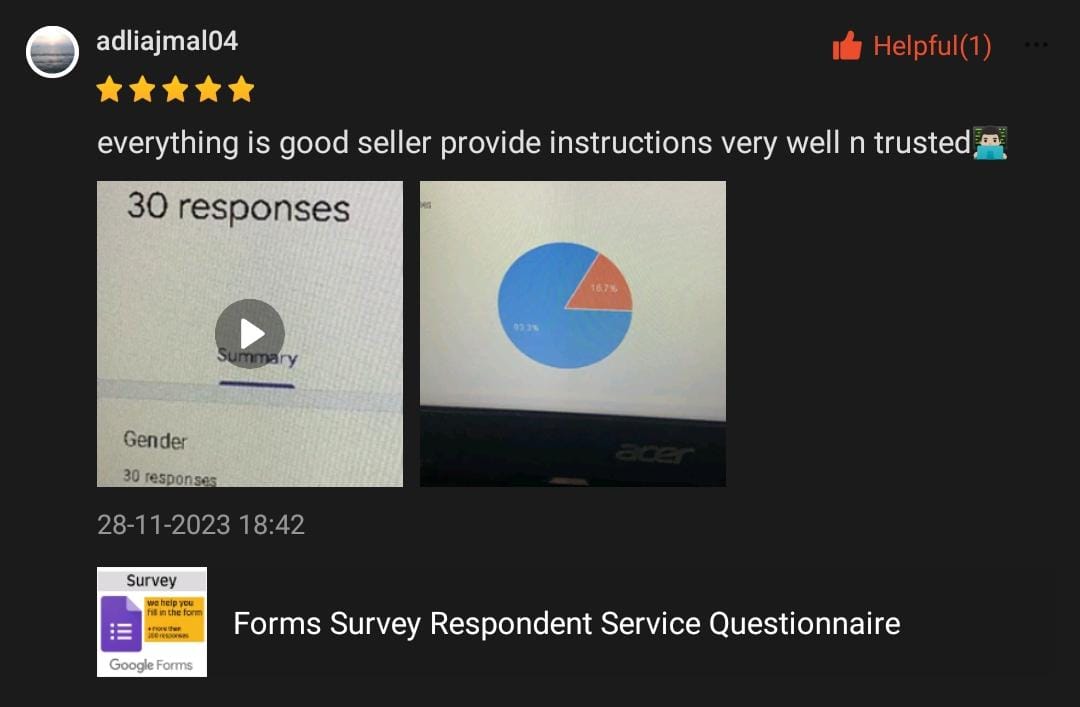 adliajmal04
Helpful(1)
everything is good seller provide instructions very well n trusted👨🏻‍💻
30 responses
Summary
Gender
30 responses
16.7%
83.3%
acer
28-11-2023 18:42
Survey
we help you
fill in the form
+ more than
200 responses
Google Forms
Forms Survey Respondent Service Questionnaire